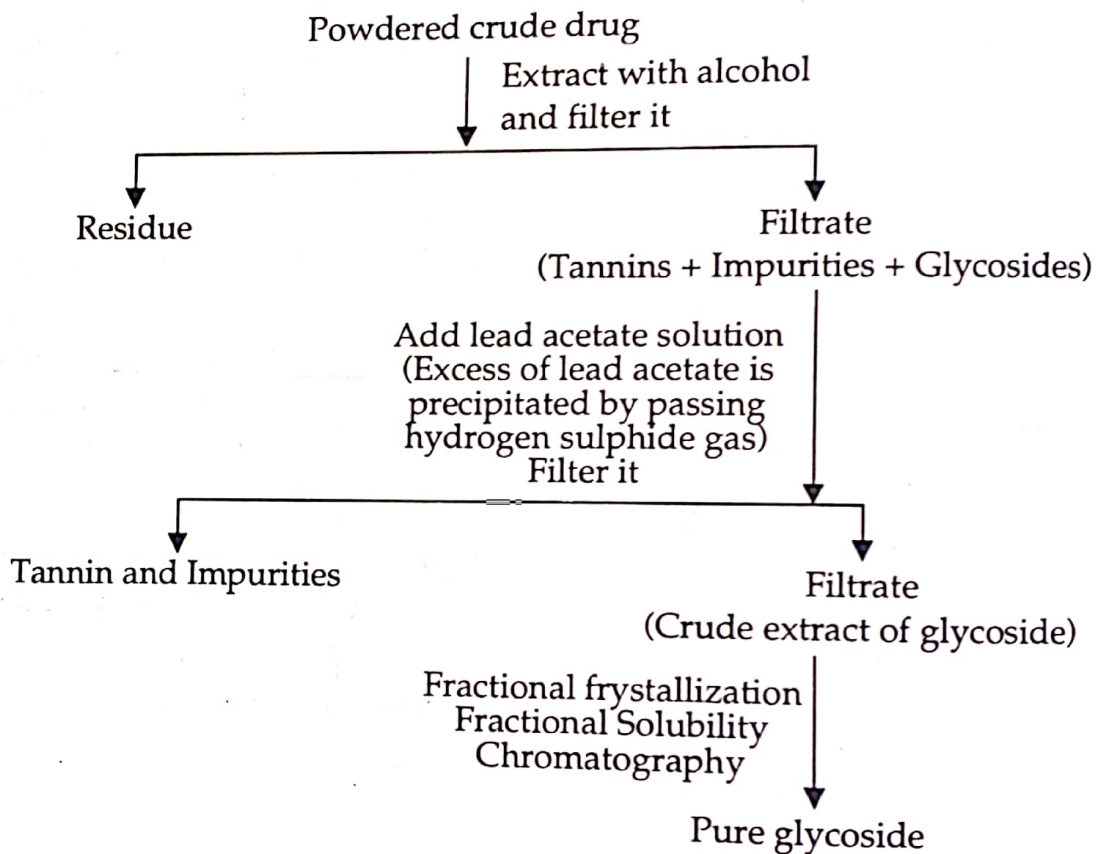 Powdered crude drug
Extract with alcohol
and filter it
Residue
Filtrate
(Tannins + Impurities + Glycosides)
Add lead acetate solution
(Excess of lead acetate is
precipitated by passing
hydrogen sulphide gas)
Filter it
Tannin and Impurities
Filtrate
(Crude extract of glycoside)
Fractional frystallization
Fractional Solubility
Chromatography
Pure glycoside